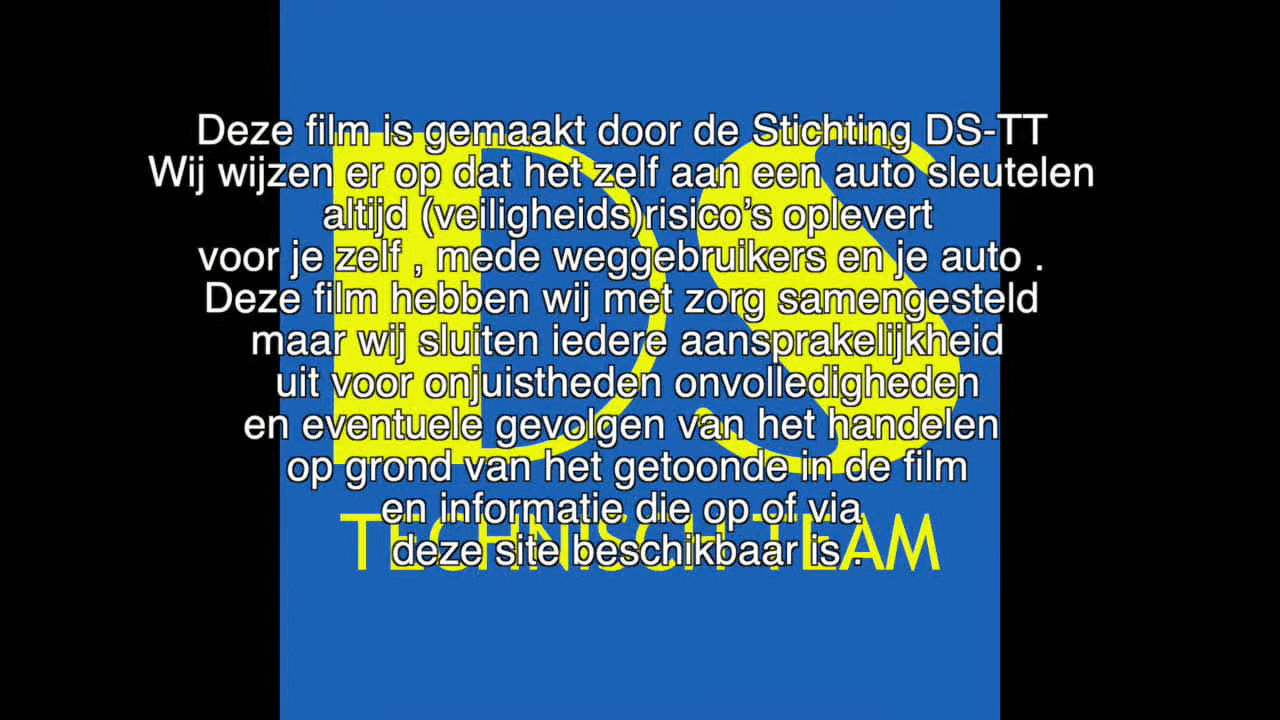 Deze film is gemaakt door de Stichting DS-TT
Wij wijzen er op dat het zelf aan een auto sleutelen
altijd (veiligheids)risico's oplevert
voor je zelf , mede weggebruikers en je auto .
Deze film hebben wij met zorg samengesteld
maar wij sluiten iedere aansprakelijkheid
uit voor onjuistheden onvolledigheden
en eventuele gevolgen van het handelen
op grond van het getoonde in de film
en informatie die op of via
deze site beschikbaar is .
DS
TECHNISCH TEAM